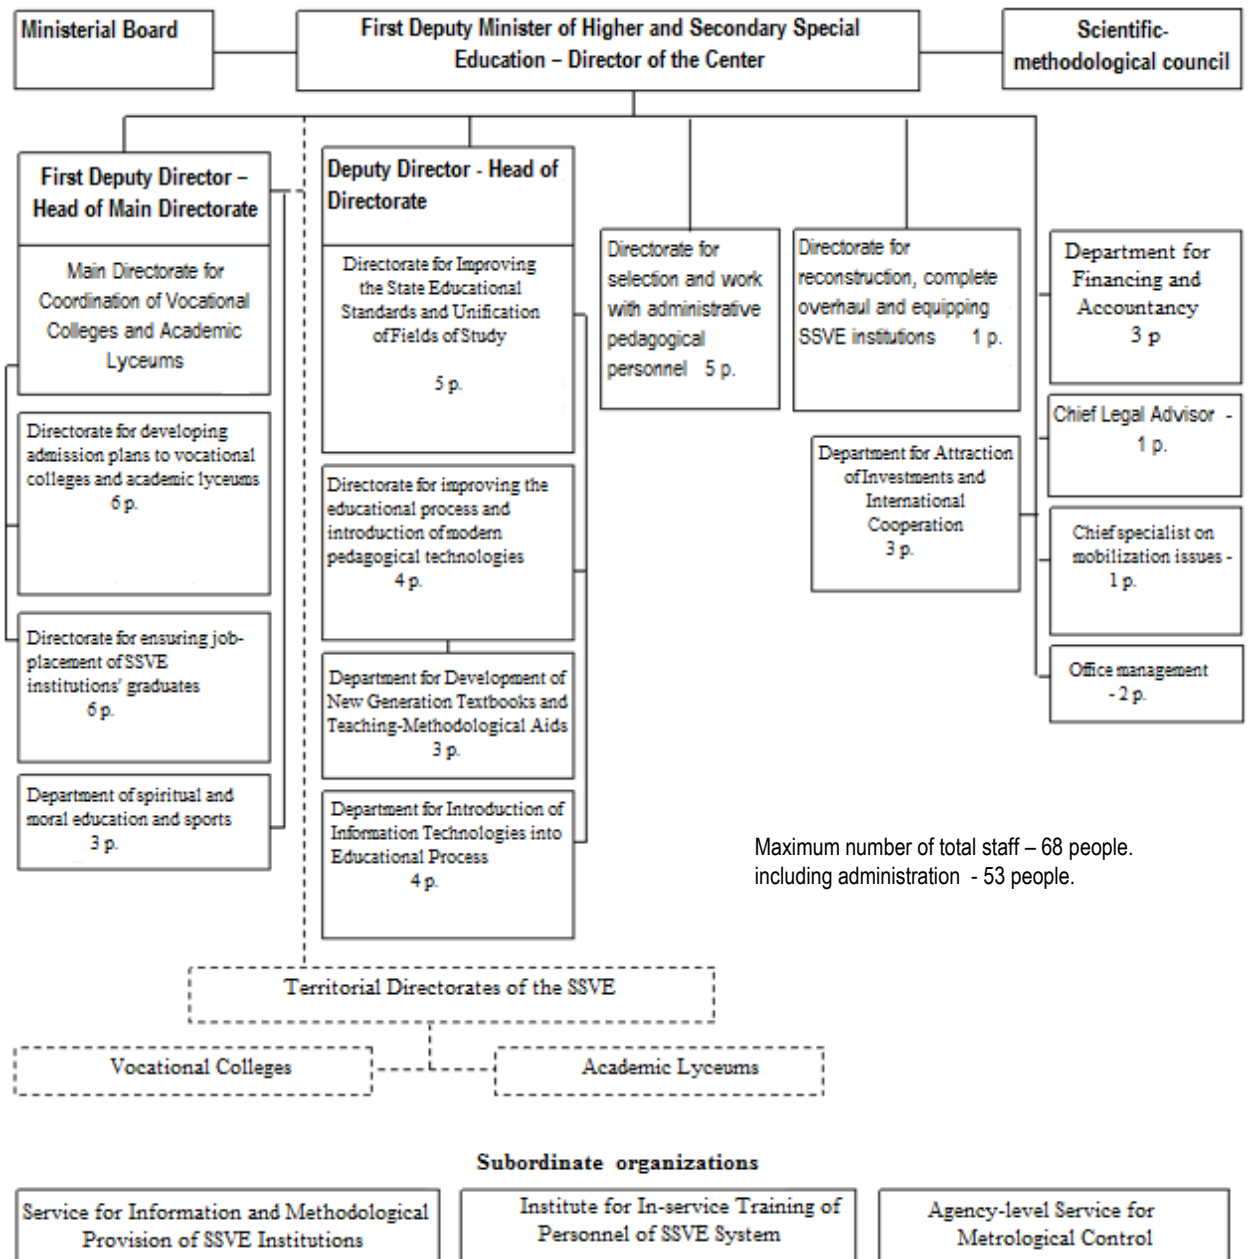 Ministerial Board
First Deputy Minister of Higher and Secondary Special
Education – Director of the Center
Scientific-
methodological council
First Deputy Director –
Head of Main Directorate
Main Directorate for
Coordination of Vocational
Colleges and Academic
Lyceums
Directorate for developing
admission plans to vocational
colleges and academic lyceums
6 p.
Directorate for ensuring job-
placement of SSVE
institutions' graduates
6 p.
Department of spiritual and
moral education and sports
3 p.
Deputy Director - Head of
Directorate
Directorate for Improving
the State Educational
Standards and Unification
of Fields of Study
5 p.
Directorate for improving the
educational process and
introduction of modern
pedagogical technologies
4 p.
Department for Development of
New Generation Textbooks and
Teaching-Methodological Aids
3 p.
Department for Introduction of
Information Technologies into
Educational Process
4 p.
Directorate for
selection and work
with administrative
pedagogical
personnel 5 p.
Directorate for
reconstruction, complete
overhaul and equipping
SSVE institutions 1 p.
Department for Attraction
of Investments and
International
Cooperation
3 p.
Department for
Financing and
Accountancy
3 p
Chief Legal Advisor -
1 p.
Chief specialist on
mobilization issues -
1 p.
Office management
- 2 p.
Maximum number of total staff – 68 people.
including administration - 53 people.
Territorial Directorates of the SSVE
Vocational Colleges
Academic Lyceums
Subordinate organizations
Service for Information and Methodological
Provision of SSVE Institutions
Institute for In-service Training of
Personnel of SSVE System
Agency-level Service for
Metrological Control